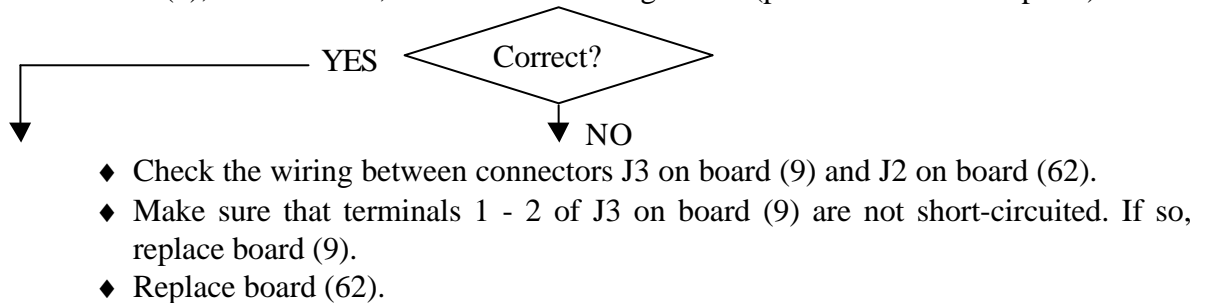 YES Correct?
NO
♦ Check the wiring between connectors J3 on board (9) and J2 on board (62).
♦ Make sure that terminals 1 - 2 of J3 on board (9) are not short-circuited. If so,
replace board (9).
♦ Replace board (62).